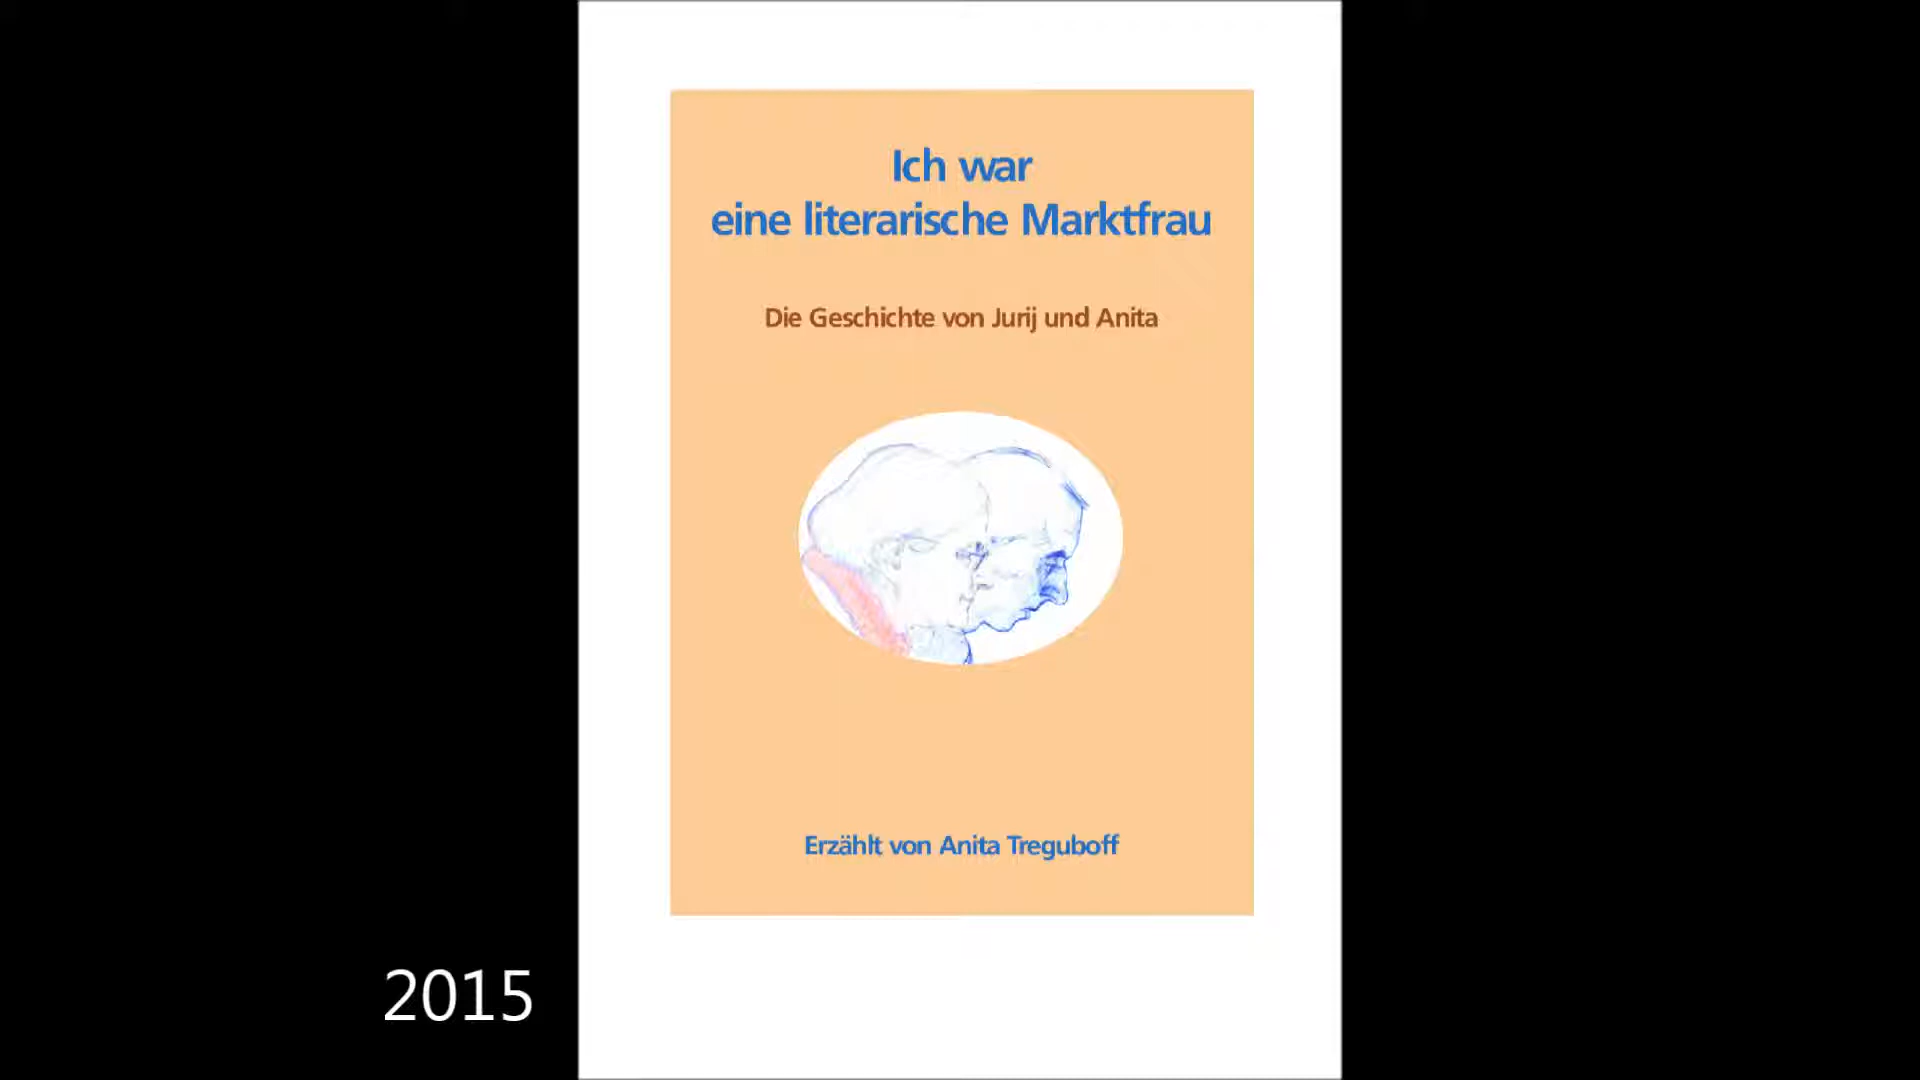 Ich war
eine literarische Marktfrau
Die Geschichte von Jurij und Anita
Erzählt von Anita Treguboff
2015